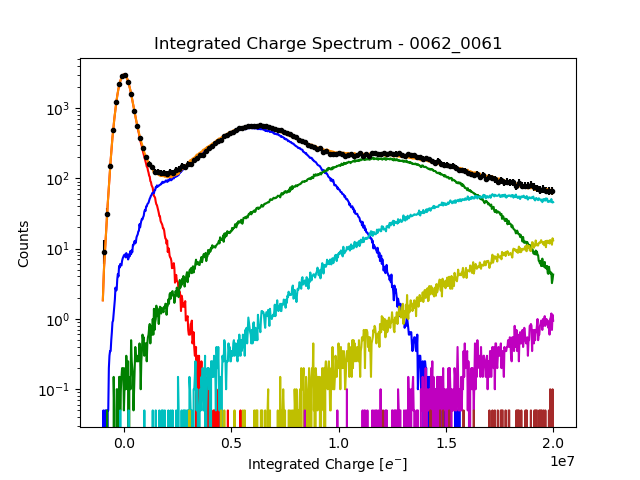 Integrated Charge Spectrum - 0062_0061
Counts
10³
10²
10¹
10⁰
10⁻¹
0.0 0.5 1.0 1.5 2.0
1e7
Integrated Charge [e⁻]